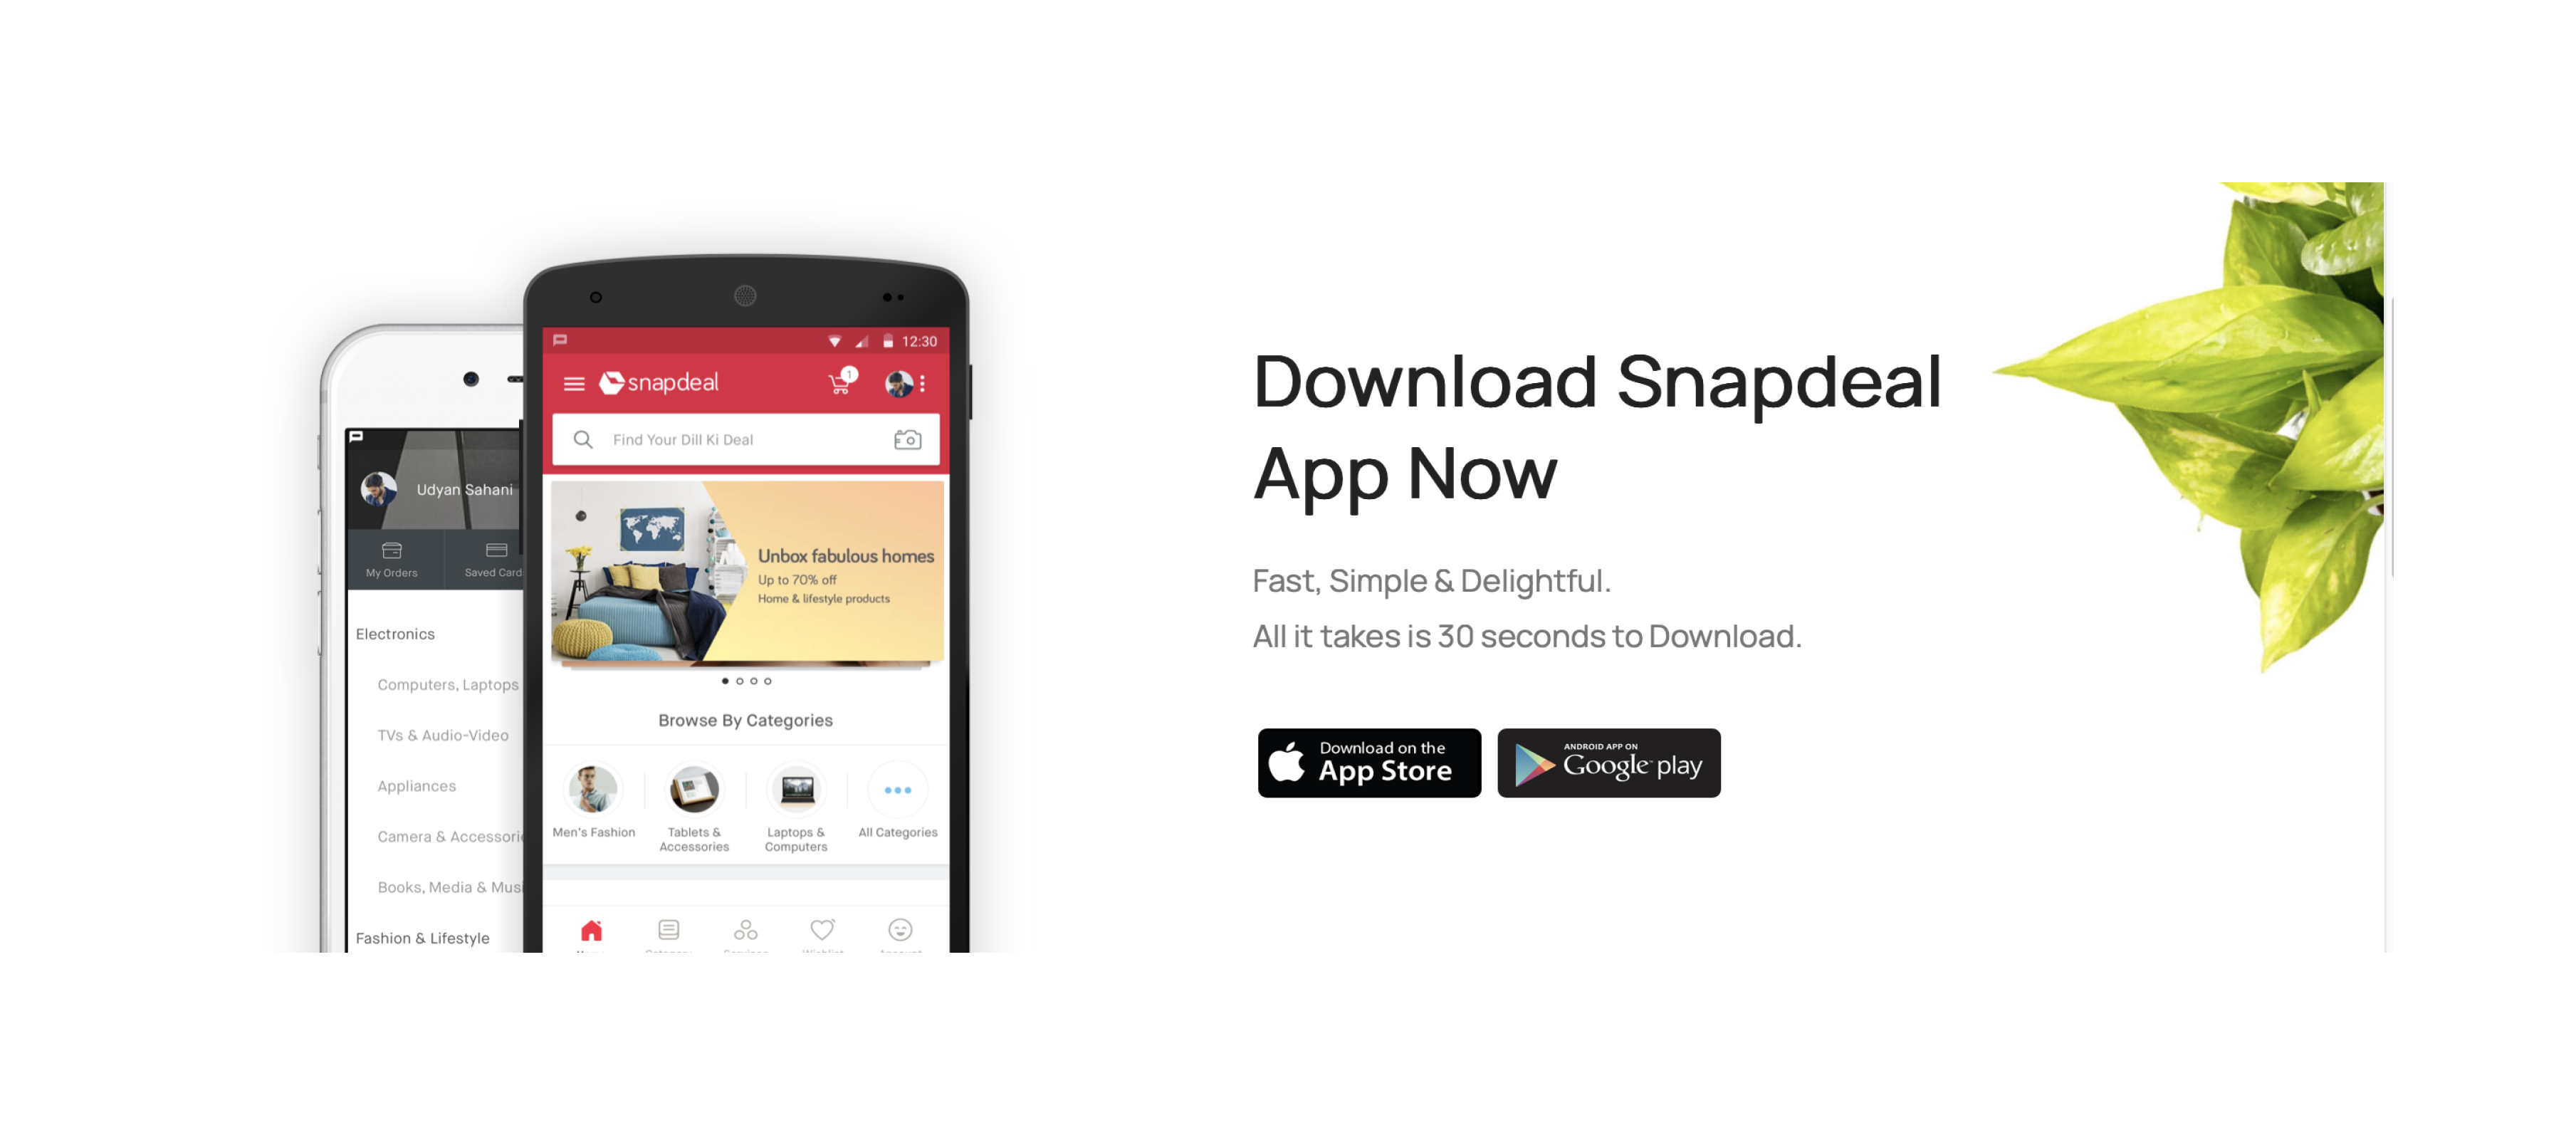 Udyan Sahani
My Orders
Saved Card
Electronics
Computers, Laptops
TVs & Audio-Video
Appliances
Camera &
Books, Media &
Fashion & Lifestyle
12:30
snapdeal
1
Find Your Dill Ki Deal
Unbox fabulous homes
Up to 70% off
Home & lifestyle products
Browse By Categories
Men's Fashion
Tablets &
Accessories
Laptops &
Computers
All Categories
Download Snapdeal
App Now
Fast, Simple & Delightful.
All it takes is 30 seconds to Download.
Download on the
App Store
ANDROID APP ON
Google play